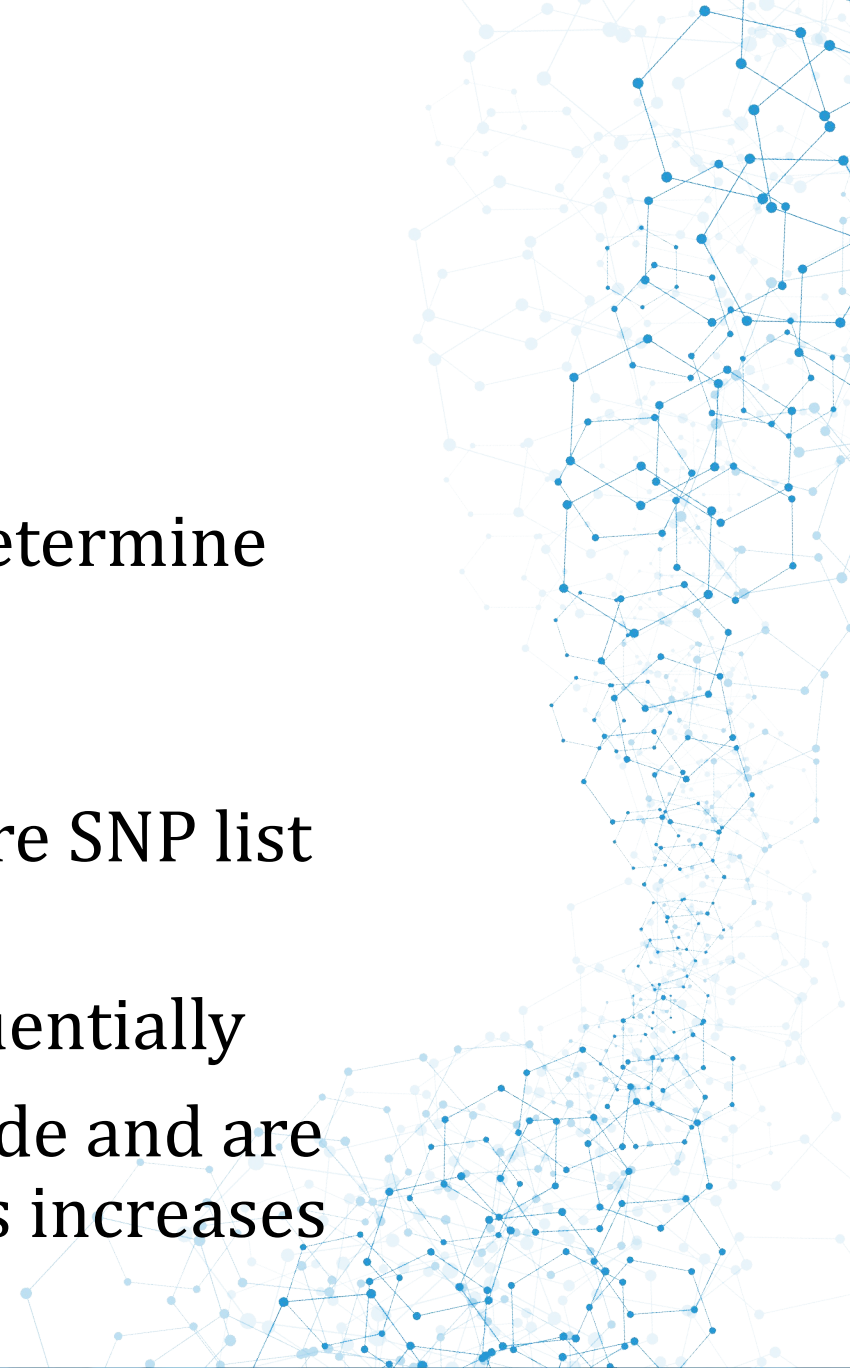 etermine
re SNP list
uentially
de and are
s increases